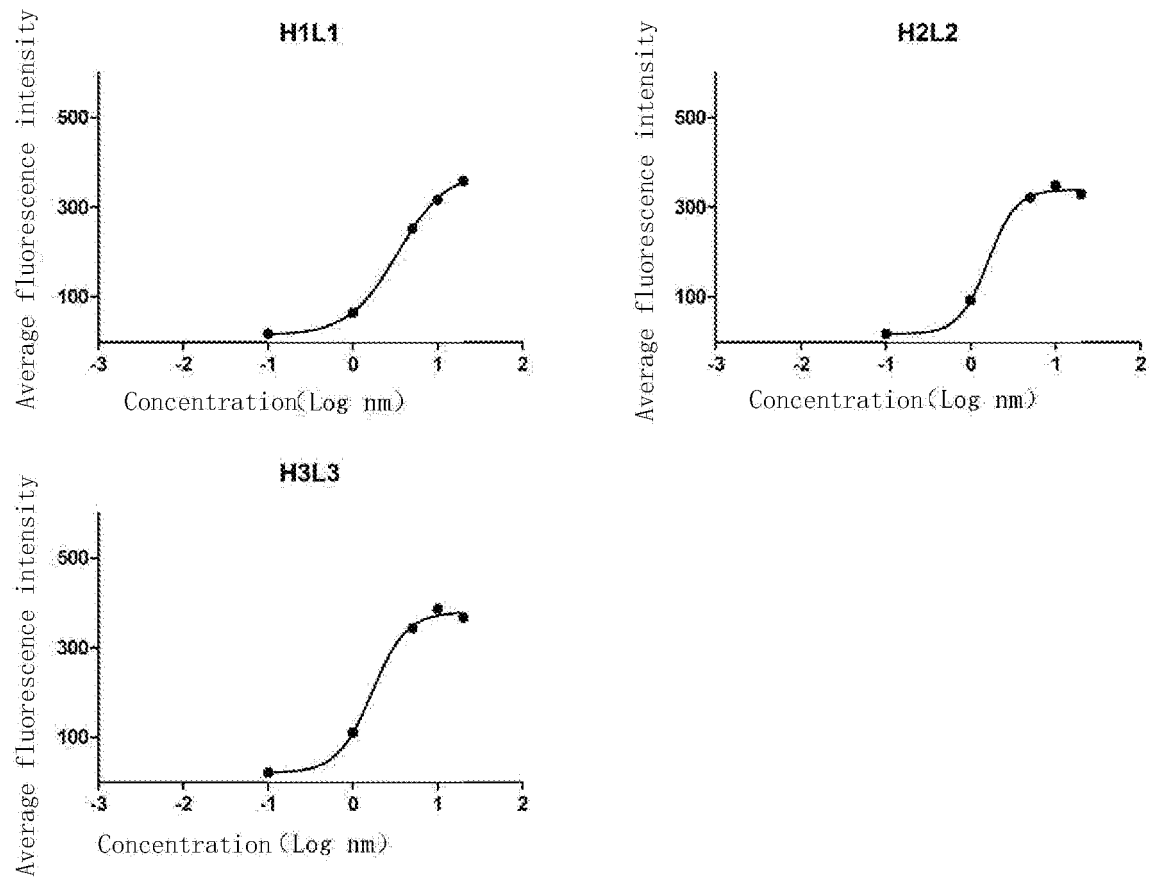 H1L1
Average fluorescence intensity
500
300
100
-3 -2 -1 0 1 2
Concentration(Log nm)
H2L2
Average fluorescence intensity
500
300
100
-3 -2 -1 0 1 2
Concentration(Log nm)
H3L3
Average fluorescence intensity
500
300
100
-3 -2 -1 0 1 2
Concentration(Log nm)